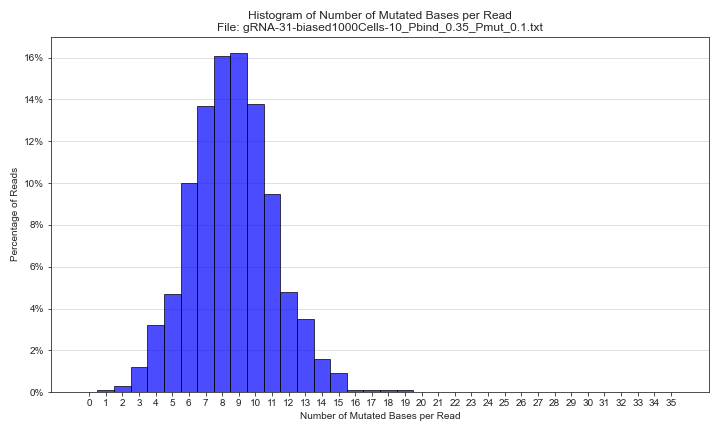 Histogram of Number of Mutated Bases per Read
File: gRNA-31-biased1000Cells-10_Pbind_0.35_Pmut_0.1.txt
Percentage of Reads
16%
14%
12%
10%
8%
6%
4%
2%
0%
0 1 2 3 4 5 6 7 8 9 10 11 12 13 14 15 16 17 18 19 20 21 22 23 24 25 26 27 28 29 30 31 32 33 34 35
Number of Mutated Bases per Read